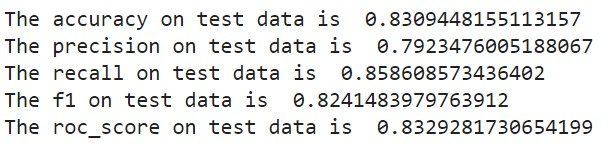 The accuracy on test data is  0.8309448155113157
The precision on test data is  0.7923476005188067
The recall on test data is  0.858608573436402
The f1 on test data is  0.8241483979763912
The roc_score on test data is  0.8329281730654199